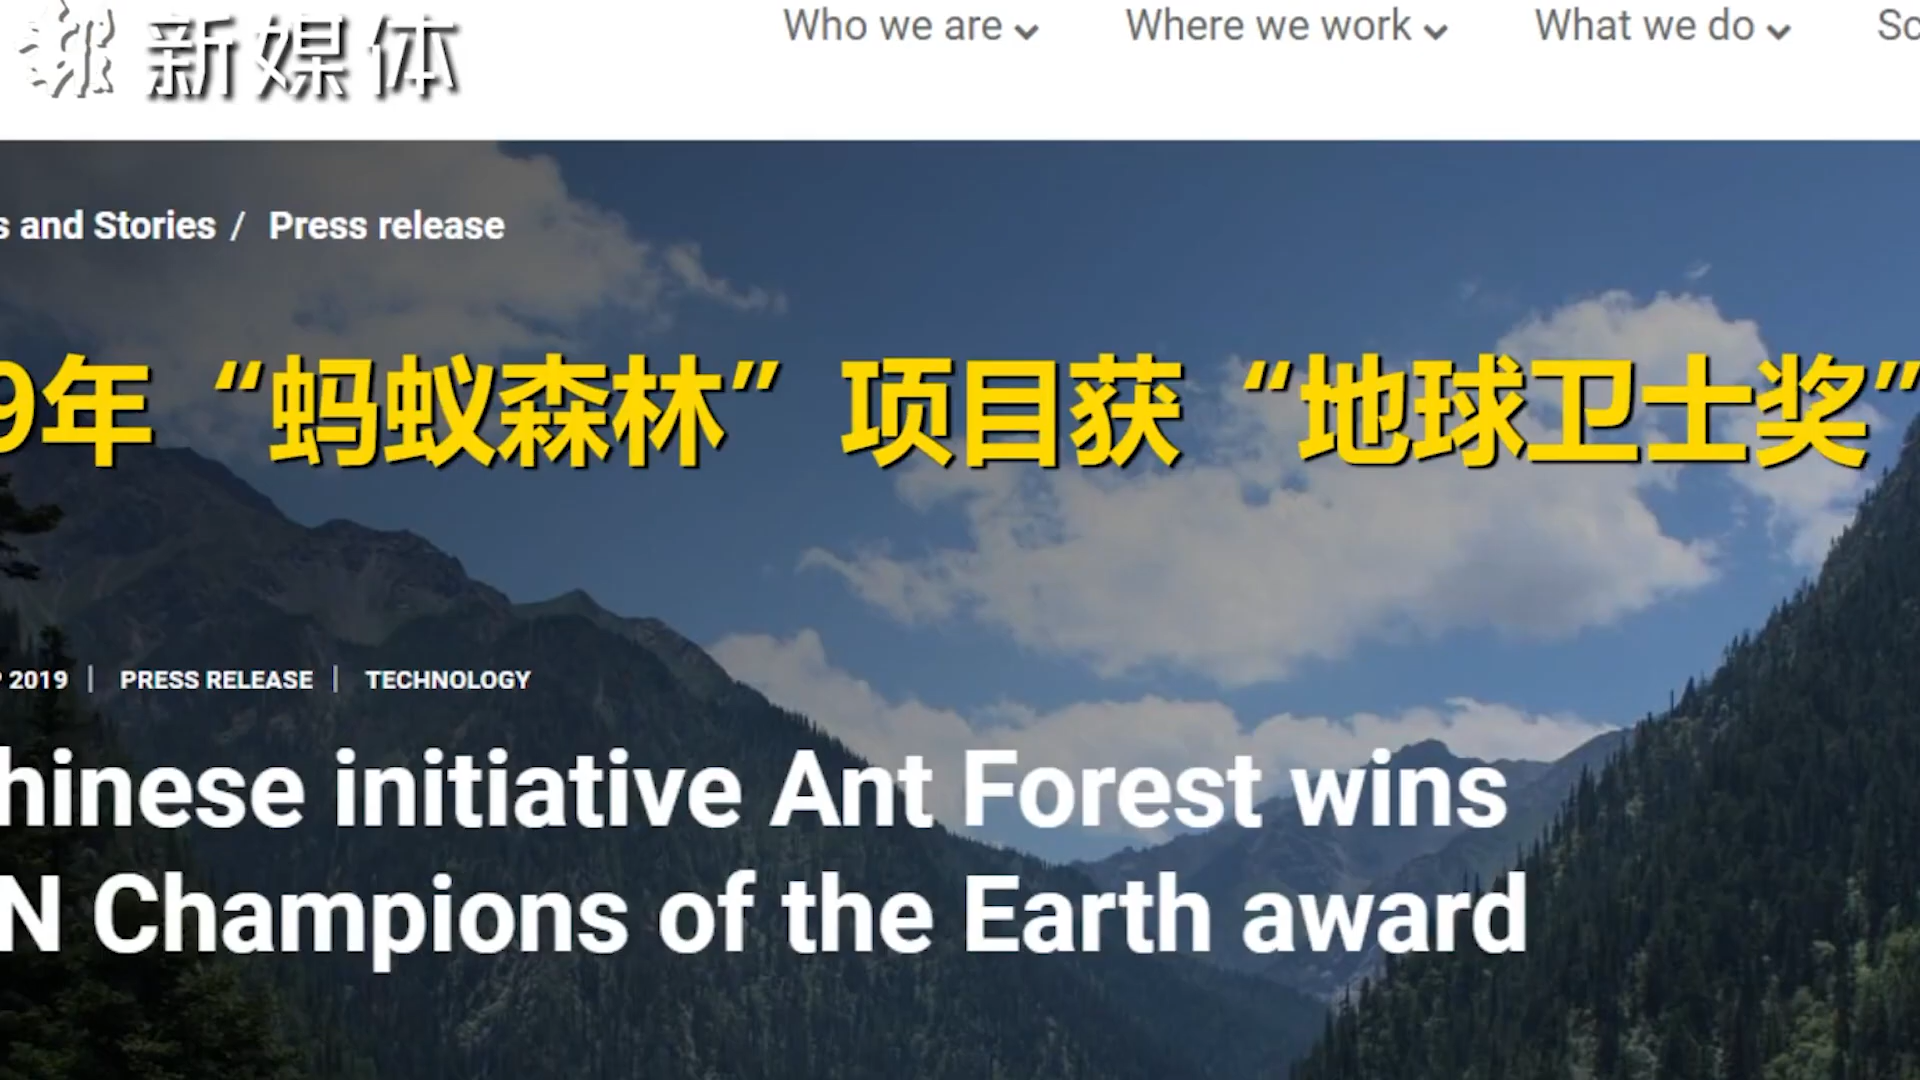 報 新媒体
Who we are Where we work What we do Sc
s and Stories / Press release
9年 “蚂蚁森林” 项目获 “地球卫士奖”
P 2019 | PRESS RELEASE | TECHNOLOGY
hinese initiative Ant Forest wins
N Champions of the Earth award